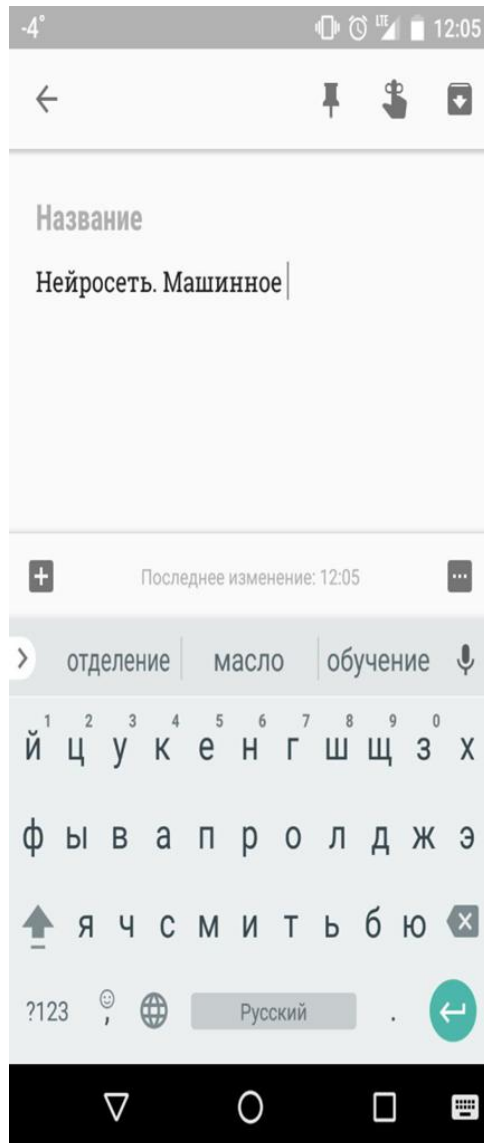 -4° LTE 12:05
Название
Нейросеть. Машинное
Последнее изменение: 12:05
отделение масло обучение
1 2 3 4 5 6 7 8 9 0
й ц у к е н г ш щ з х
ф ы в а п р о л д ж э
я ч с м и т ь б ю
?123 , Русский .